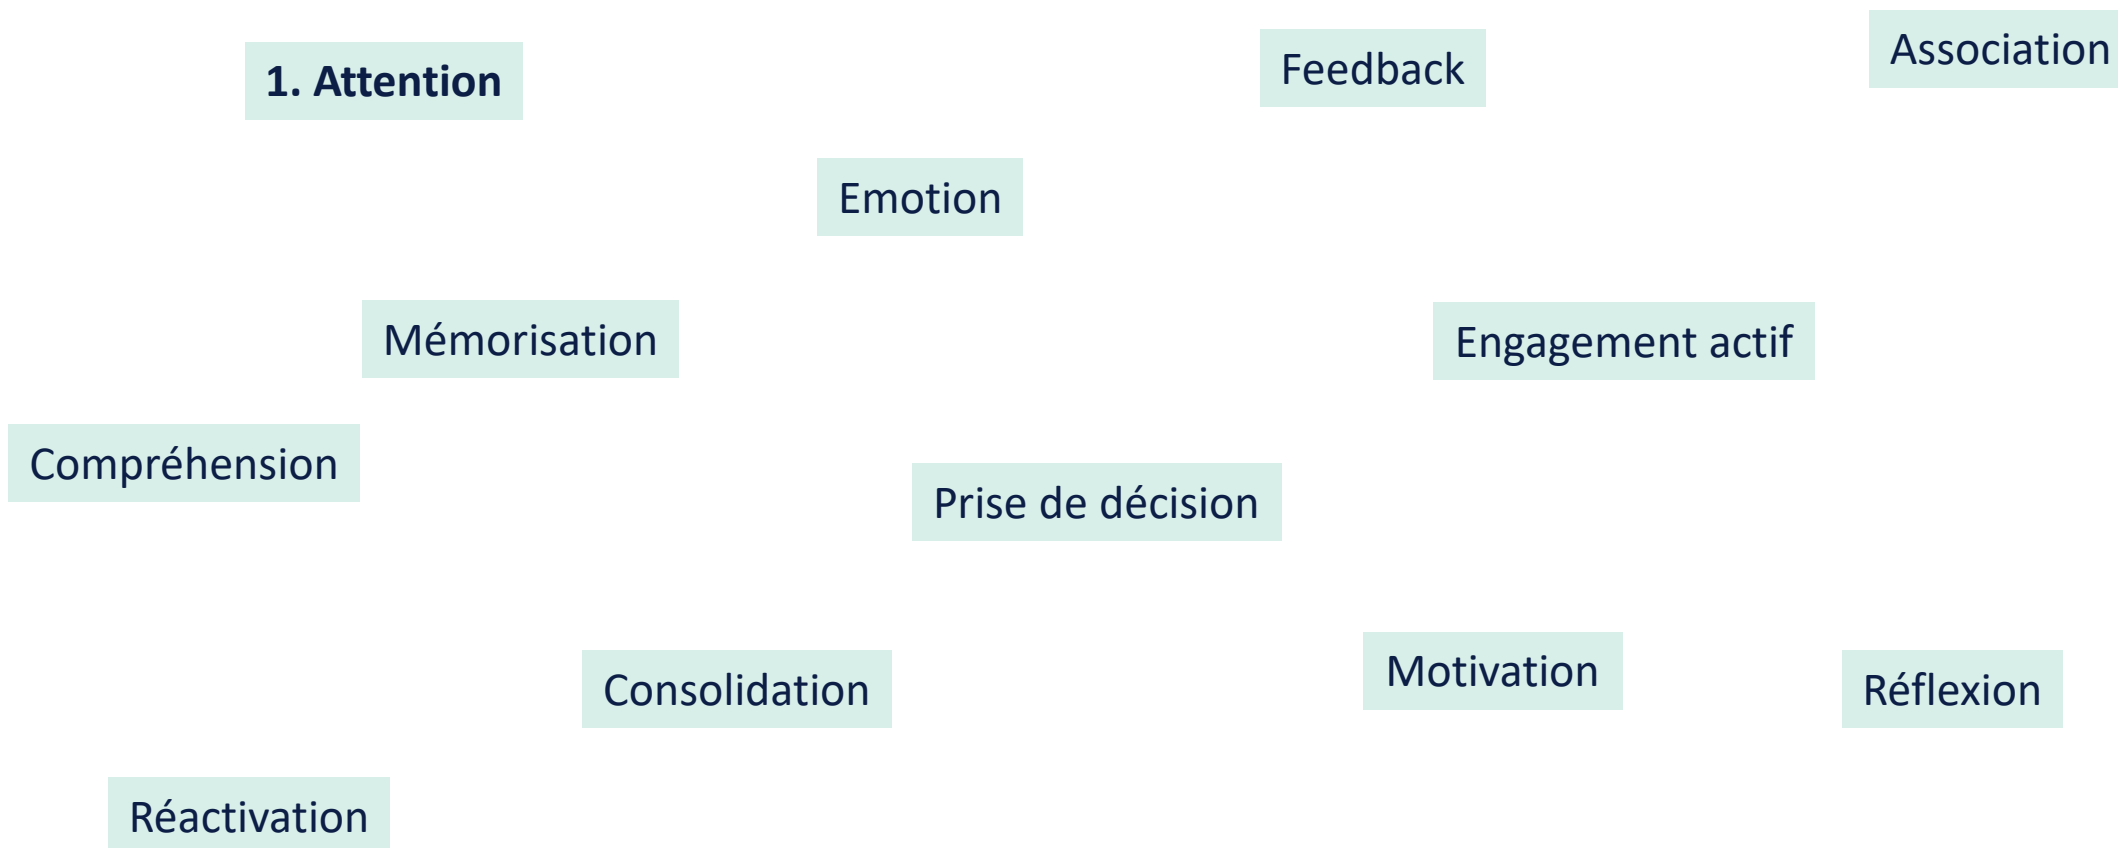 1. Attention
Feedback
Association
Emotion
Mémorisation
Engagement actif
Compréhension
Prise de décision
Consolidation
Motivation
Réflexion
Réactivation